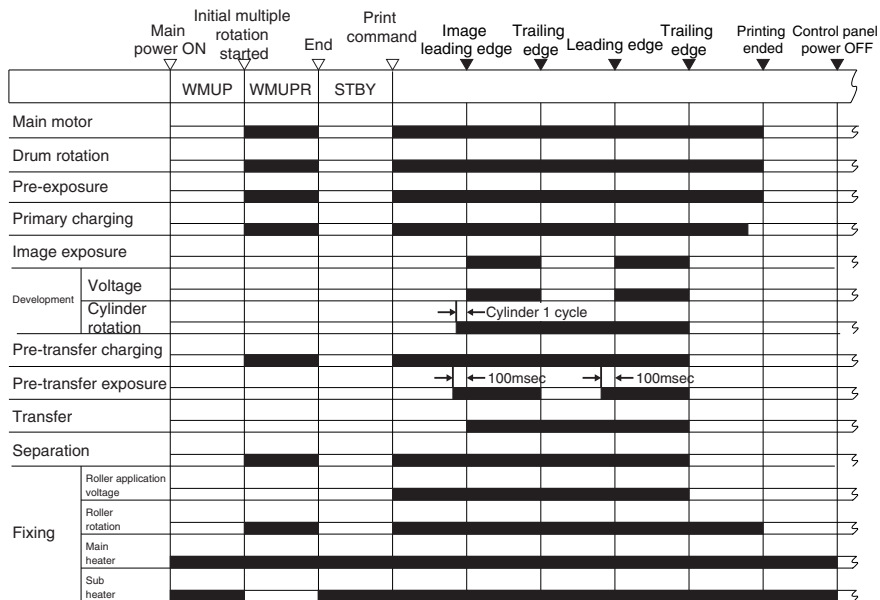 Main
power ON
Initial multiple
rotation
started
End
Print
command
Image
leading edge
Trailing
edge
Leading edge
Trailing
edge
Printing
ended
Control panel
power OFF
WMUP
WMUPR
STBY
Main motor
Drum rotation
Pre-exposure
Primary charging
Image exposure
Development
Voltage
Cylinder
rotation
Cylinder 1 cycle
Pre-transfer charging
Pre-transfer exposure
100msec
100msec
Transfer
Separation
Fixing
Roller application
voltage
Roller
rotation
Main
heater
Sub
heater